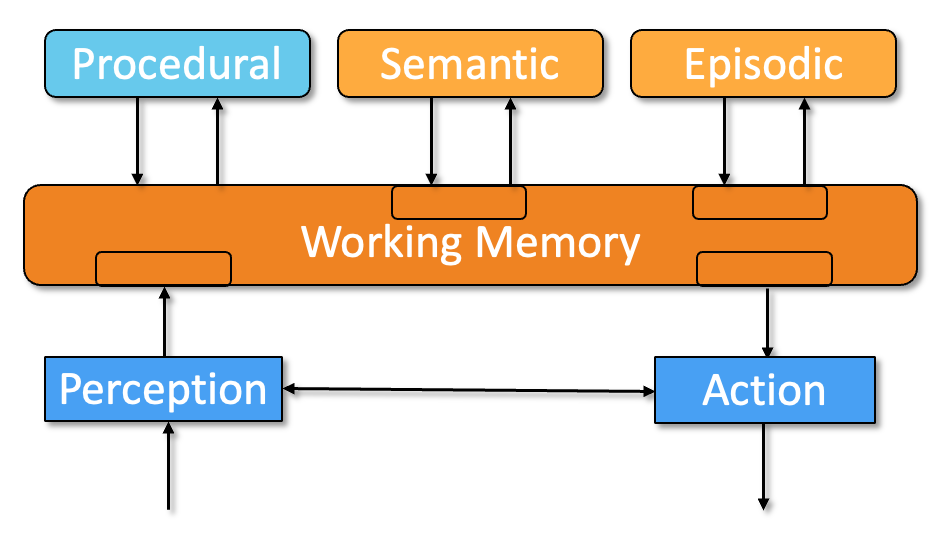 Procedural
Semantic
Episodic
Working Memory
Perception
Action